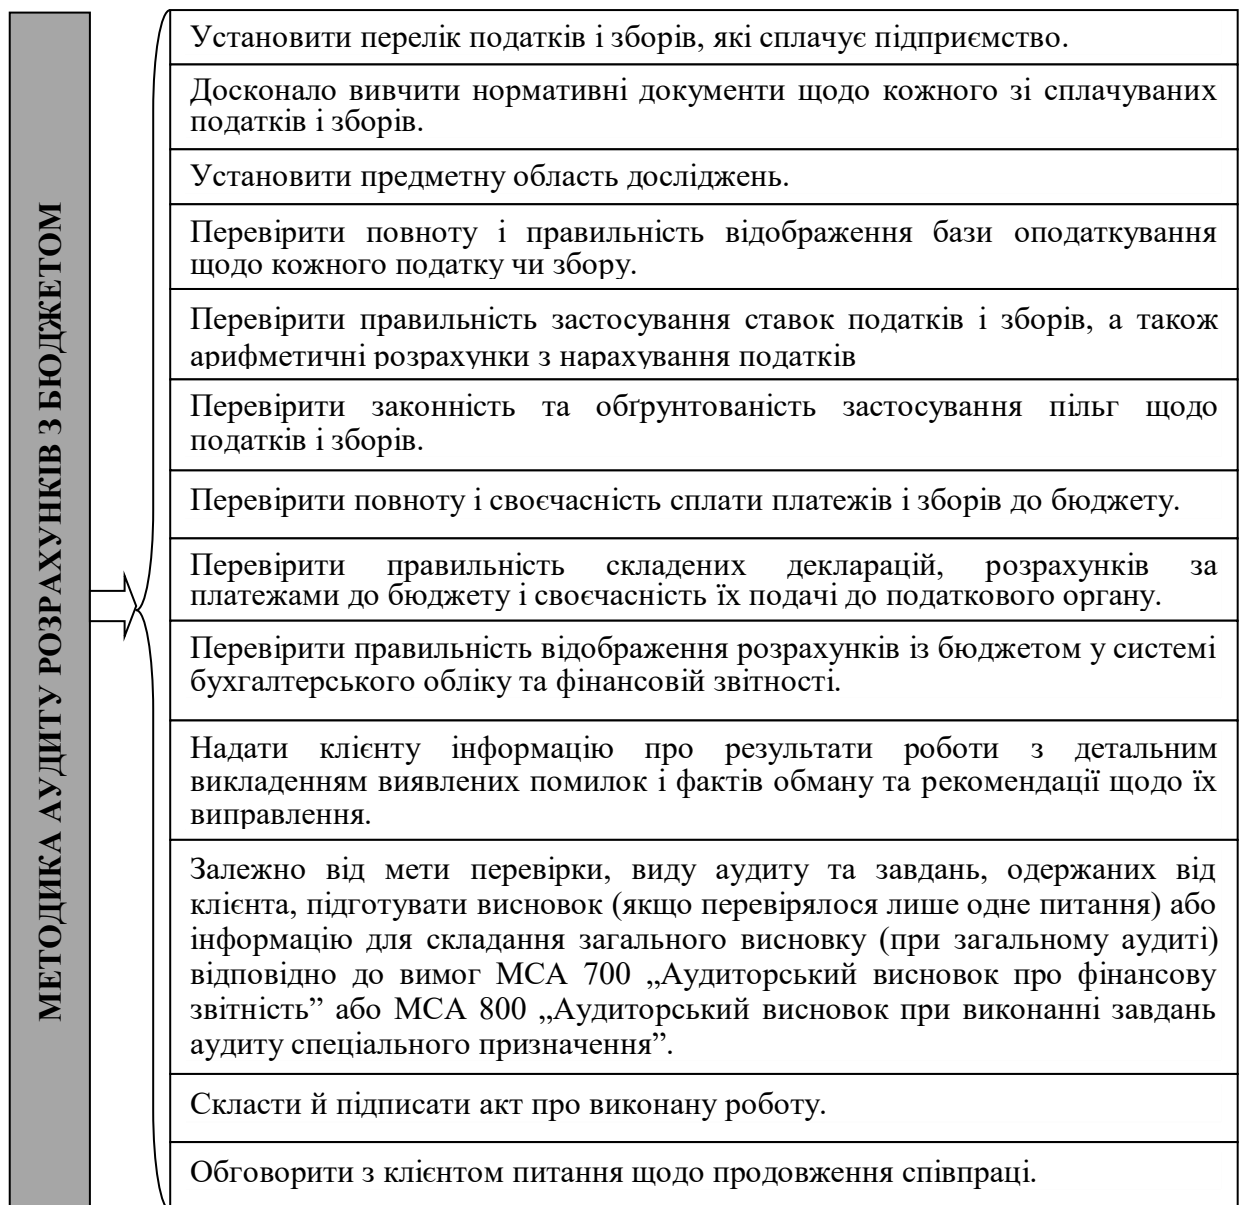 МЕТОДИКА АУДИТУ РОЗРАХУНКІВ З БЮДЖЕТОМ
Установити перелік податків і зборів, які сплачує підприємство.
Досконало вивчити нормативні документи щодо кожного зі сплачуваних
податків і зборів.
Установити предметну область досліджень.
Перевірити повноту і правильність відображення бази оподаткування
щодо кожного податку чи збору.
Перевірити правильність застосування ставок податків і зборів, а також
арифметичні розрахунки з нарахування податків
Перевірити законність та обґрунтованість застосування пільг щодо
податків і зборів.
Перевірити повноту і своєчасність сплати платежів і зборів до бюджету.
Перевірити правильність складених декларацій, розрахунків за
платежами до бюджету і своєчасність їх подачі до податкового органу.
Перевірити правильність відображення розрахунків із бюджетом у системі
бухгалтерського обліку та фінансовій звітності.
Надати клієнту інформацію про результати роботи з детальним
викладенням виявлених помилок і фактів обману та рекомендації щодо їх
виправлення.
Залежно від мети перевірки, виду аудиту та завдань, одержаних від
клієнта, підготувати висновок (якщо перевірялося лише одне питання) або
інформацію для складання загального висновку (при загальному аудиті)
відповідно до вимог МСА 700 „Аудиторський висновок про фінансову
звітність” або МСА 800 „Аудиторський висновок при виконанні завдань
аудиту спеціального призначення”.
Скласти й підписати акт про виконану роботу.
Обговорити з клієнтом питання щодо продовження співпраці.